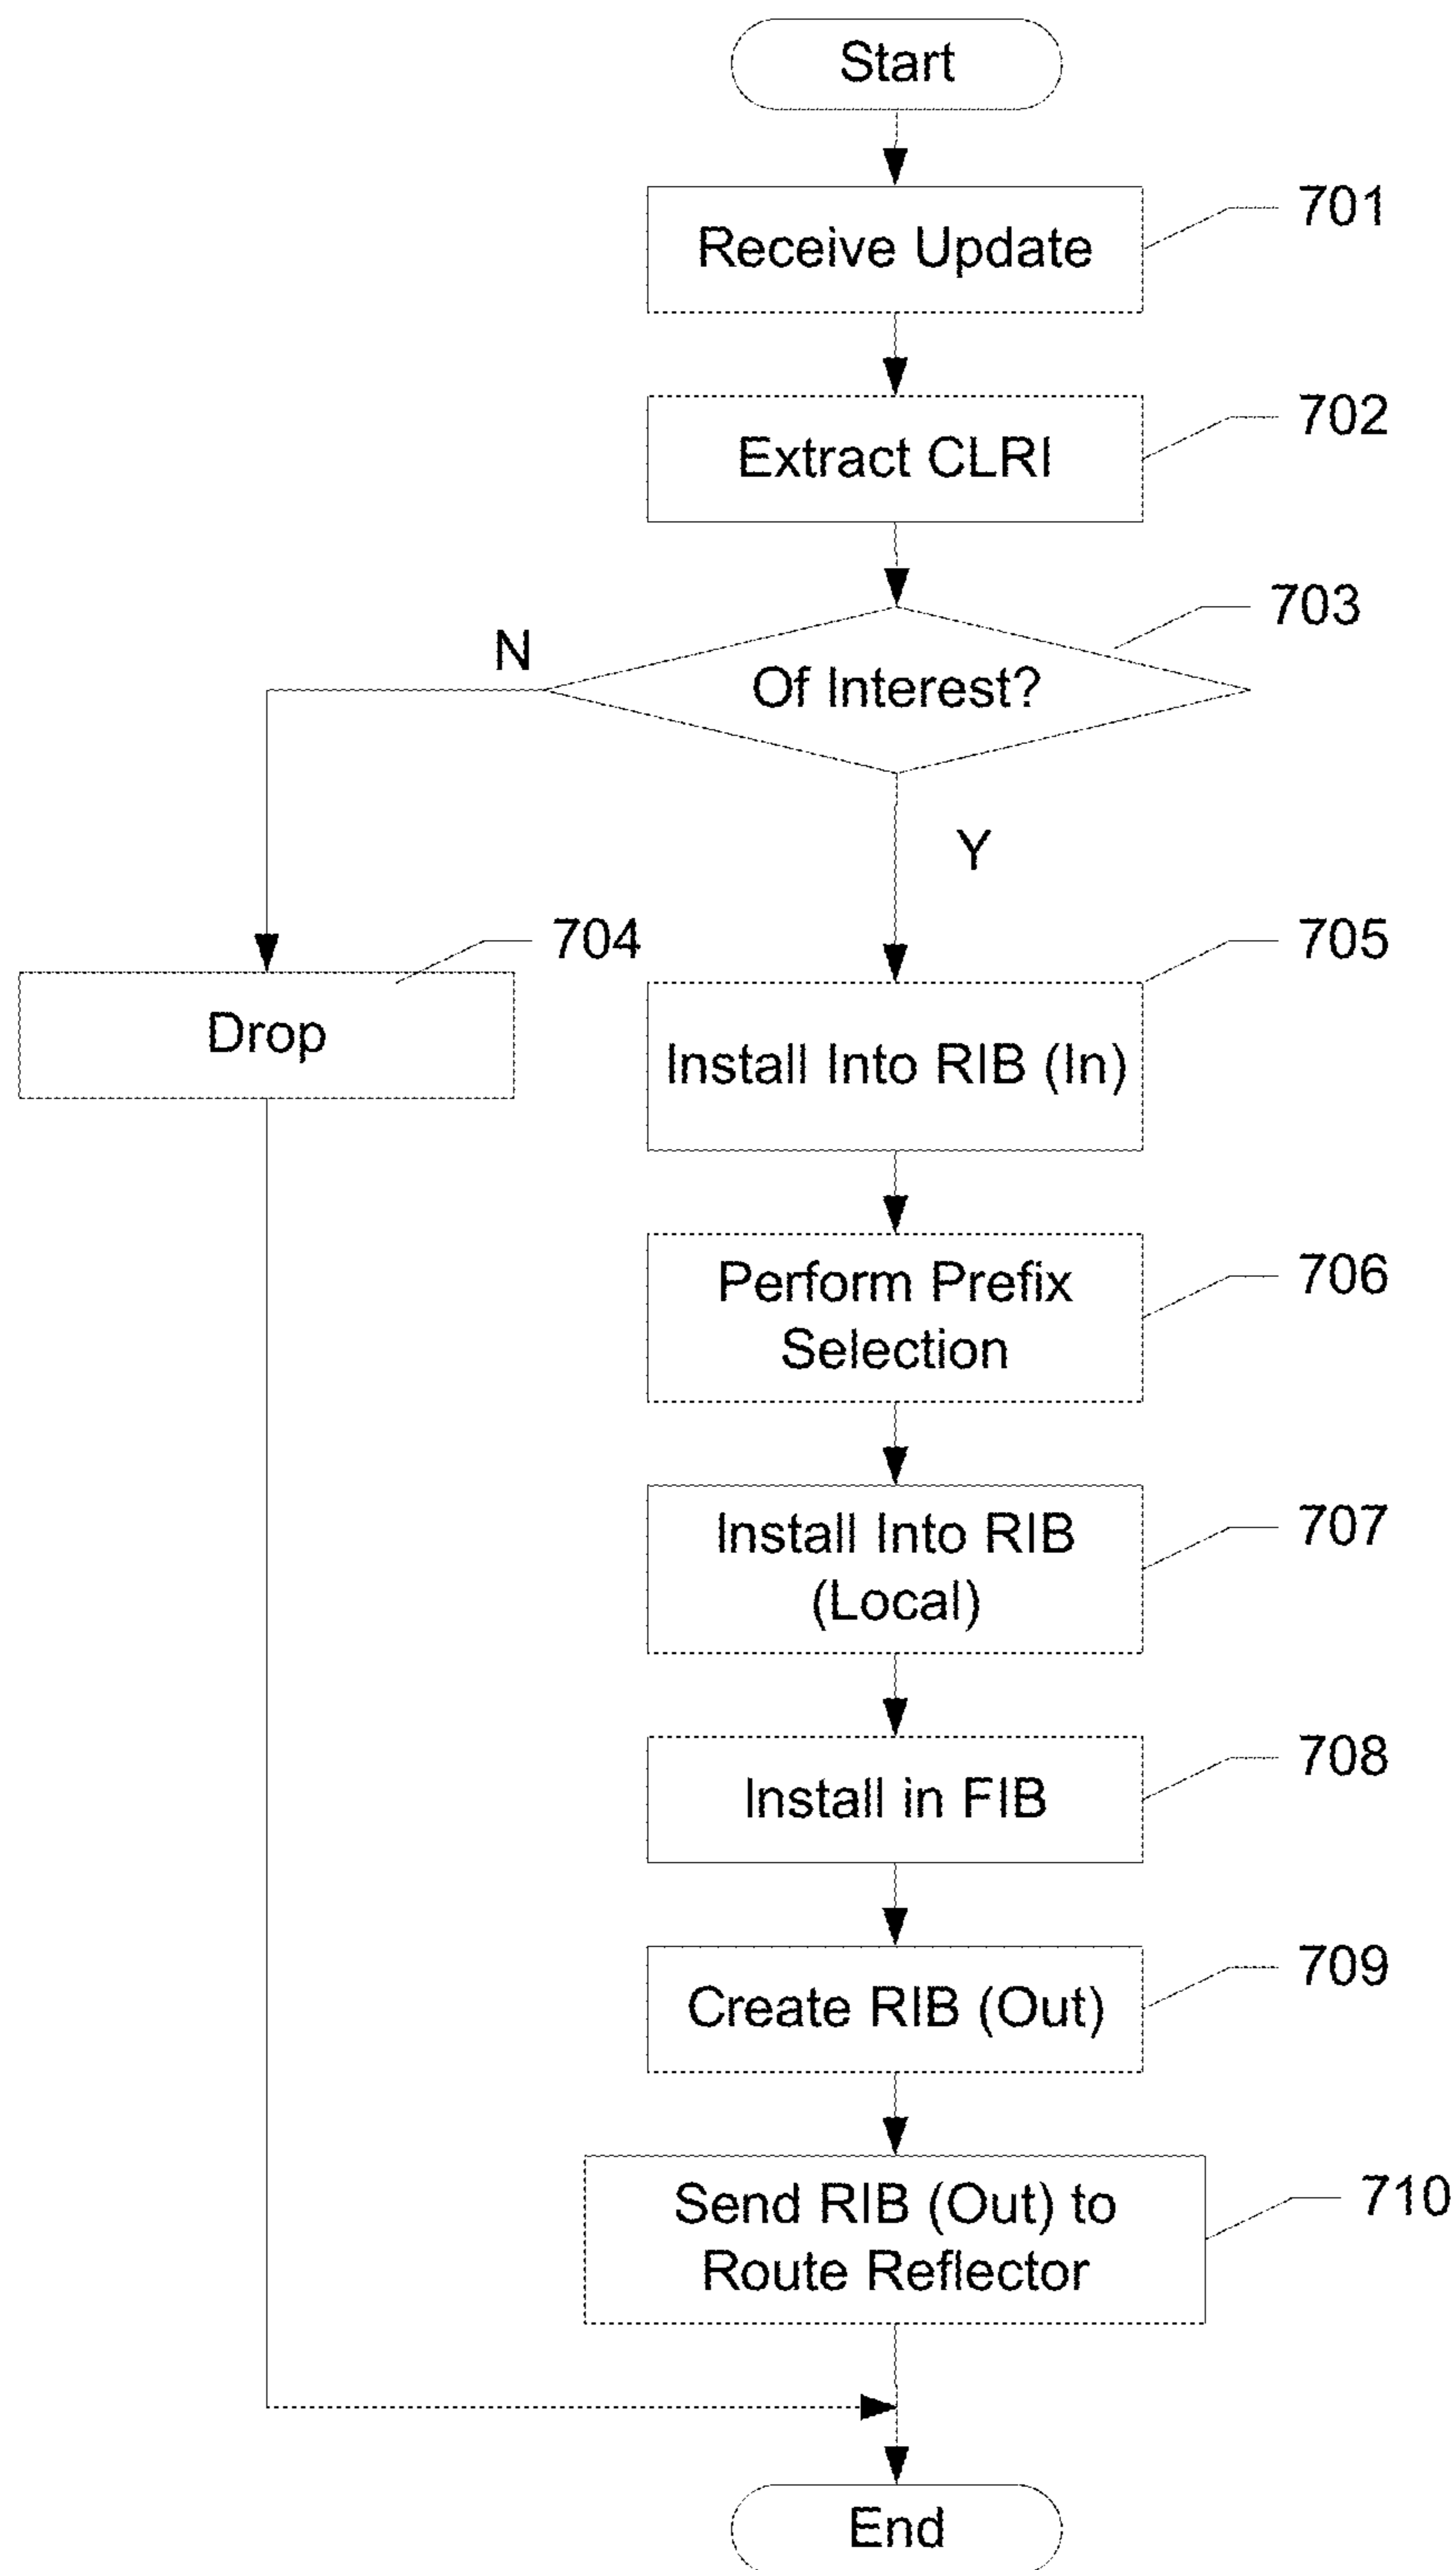 Start
Receive Update
701
Extract CLRI
702
Of Interest?
703
N
Y
Drop
704
Install Into RIB (In)
705
Perform Prefix
Selection
706
Install Into RIB
(Local)
707
Install in FIB
708
Create RIB (Out)
709
Send RIB (Out) to
Route Reflector
710
End